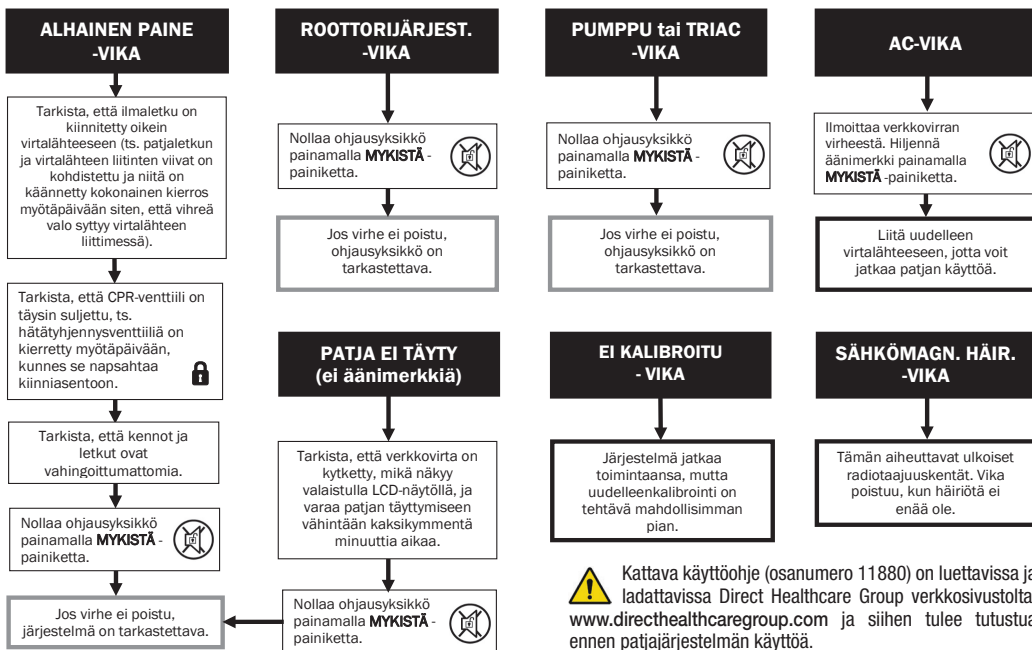 ALHAINEN PAINE
-VIKA
Tarkista, että ilmaletku on
kiinnitetty oikein
virtalähteeseen (ts. patjaletkun
ja virtalähteen liitinten viivat on
kohdistettu ja niitä on
käännetty kokonainen kierros
myötäpäivään siten, että vihreä
valo syttyy virtalähteen
liittimessä).
Tarkista, että CPR-venttiili on
täysin suljettu, ts.
hätätyhjennysventtiiliä on
kierretty myötäpäivään,
kunnes se napsahtaa
kiinniasentoon.
Tarkista, että kennot ja
letkut ovat
vahingoittumattomia.
Nollaa ohjausyksikkö
painamalla MYKISTÄ -
painiketta.
Jos virhe ei poistu,
järjestelmä on tarkastettava.
ROOTTORIJÄRJEST.
-VIKA
Nollaa ohjausyksikkö
painamalla MYKISTÄ -
painiketta.
Jos virhe ei poistu,
ohjausyksikkö on
tarkastettava.
PUMPPU tai TRIAC
-VIKA
Nollaa ohjausyksikkö
painamalla MYKISTÄ -
painiketta.
Jos virhe ei poistu,
ohjausyksikkö on
tarkastettava.
AC-VIKA
Ilmoittaa verkkovirran
virheestä. Hiljennä
äänimerkki painamalla
MYKISTÄ -painiketta.
Liitä uudelleen
virtalähteeseen, jotta voit
jatkaa patjan käyttöä.
PATJA EI TÄYTY
(ei äänimerkkiä)
Tarkista, että verkkovirta on
kytketty, mikä näkyy
valaistulla LCD-näytöllä, ja
varaa patjan täyttymiseen
vähintään kaksikymmentä
minuuttia aikaa.
Nollaa ohjausyksikkö
painamalla MYKISTÄ -
painiketta.
EI KALIBROITU
- VIKA
Järjestelmä jatkaa
toimintaansa, mutta
uudelleenkalibrointi on
tehtävä mahdollisimman
pian.
SÄHKÖMAGN. HÄIR.
-VIKA
Tämän aiheuttavat ulkoiset
radiotaajuuskentät. Vika
poistuu, kun häiriötä ei
enää ole.
Kattava käyttöohje (osanumero 11880) on luettavissa ja
ladattavissa Direct Healthcare Group verkkosivustolta
www.directhealthcaregroup.com ja siihen tulee tutustua
ennen patjajärjestelmän käyttöä.